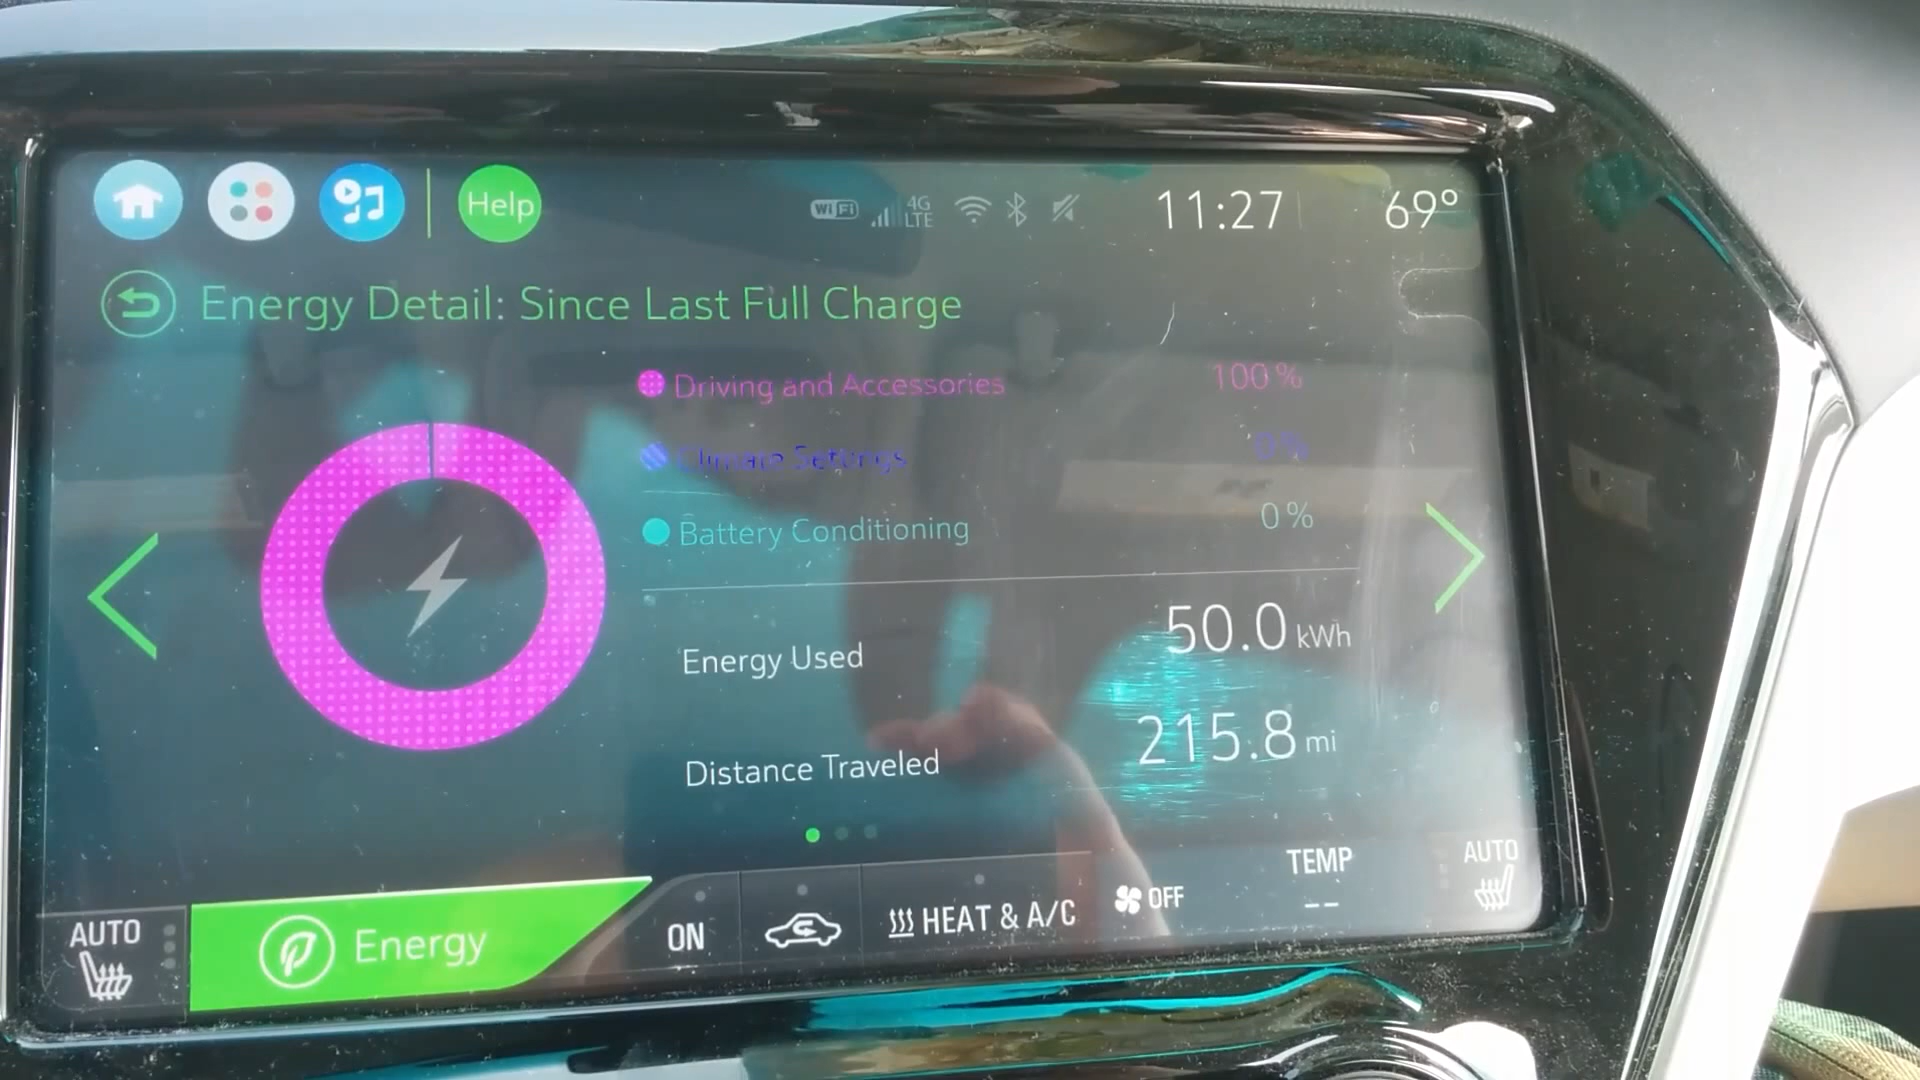 Help
WiFi
4G
LTE
11:27
69°
Energy Detail: Since Last Full Charge
Driving and Accessories 100%
Climate Settings 0%
Battery Conditioning 0%
Energy Used 50.0 kWh
Distance Traveled 215.8 mi
AUTO
Energy
ON
HEAT & A/C
OFF
TEMP
--
AUTO